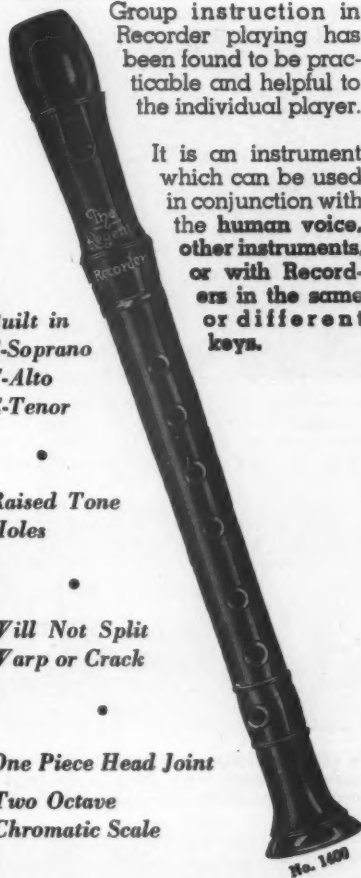 Group instruction in
Recorder playing has
been found to be prac-
ticable and helpful to
the individual player.
It is an instrument
which can be used
in conjunction with
the human voice,
other instruments,
or with Record-
ers in the same
or different
keys.
The
Regent
Recorder
uilt in
-Soprano
-Alto
-Tenor
Raised Tone
Holes
Will Not Split
Warp or Crack
One Piece Head Joint
Two Octave
Chromatic Scale
No. 1400